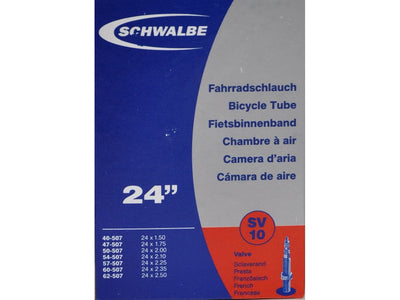 SCHWALBE
Fahrradschlauch
Bicycle Tube
Fietsbinnenband
Chambre à air
Camera d'aria
Cámara de aire
24"
SV
10
40-507 24 x 1.50
47-507 24 x 1.75
50-507 24 x 2.00
54-507 24 x 2.10
57-507 24 x 2.25
60-507 24 x 2.35
62-507 24 x 2.50
Valve
Sclaverand
Presta
Französisch
French
Francesa